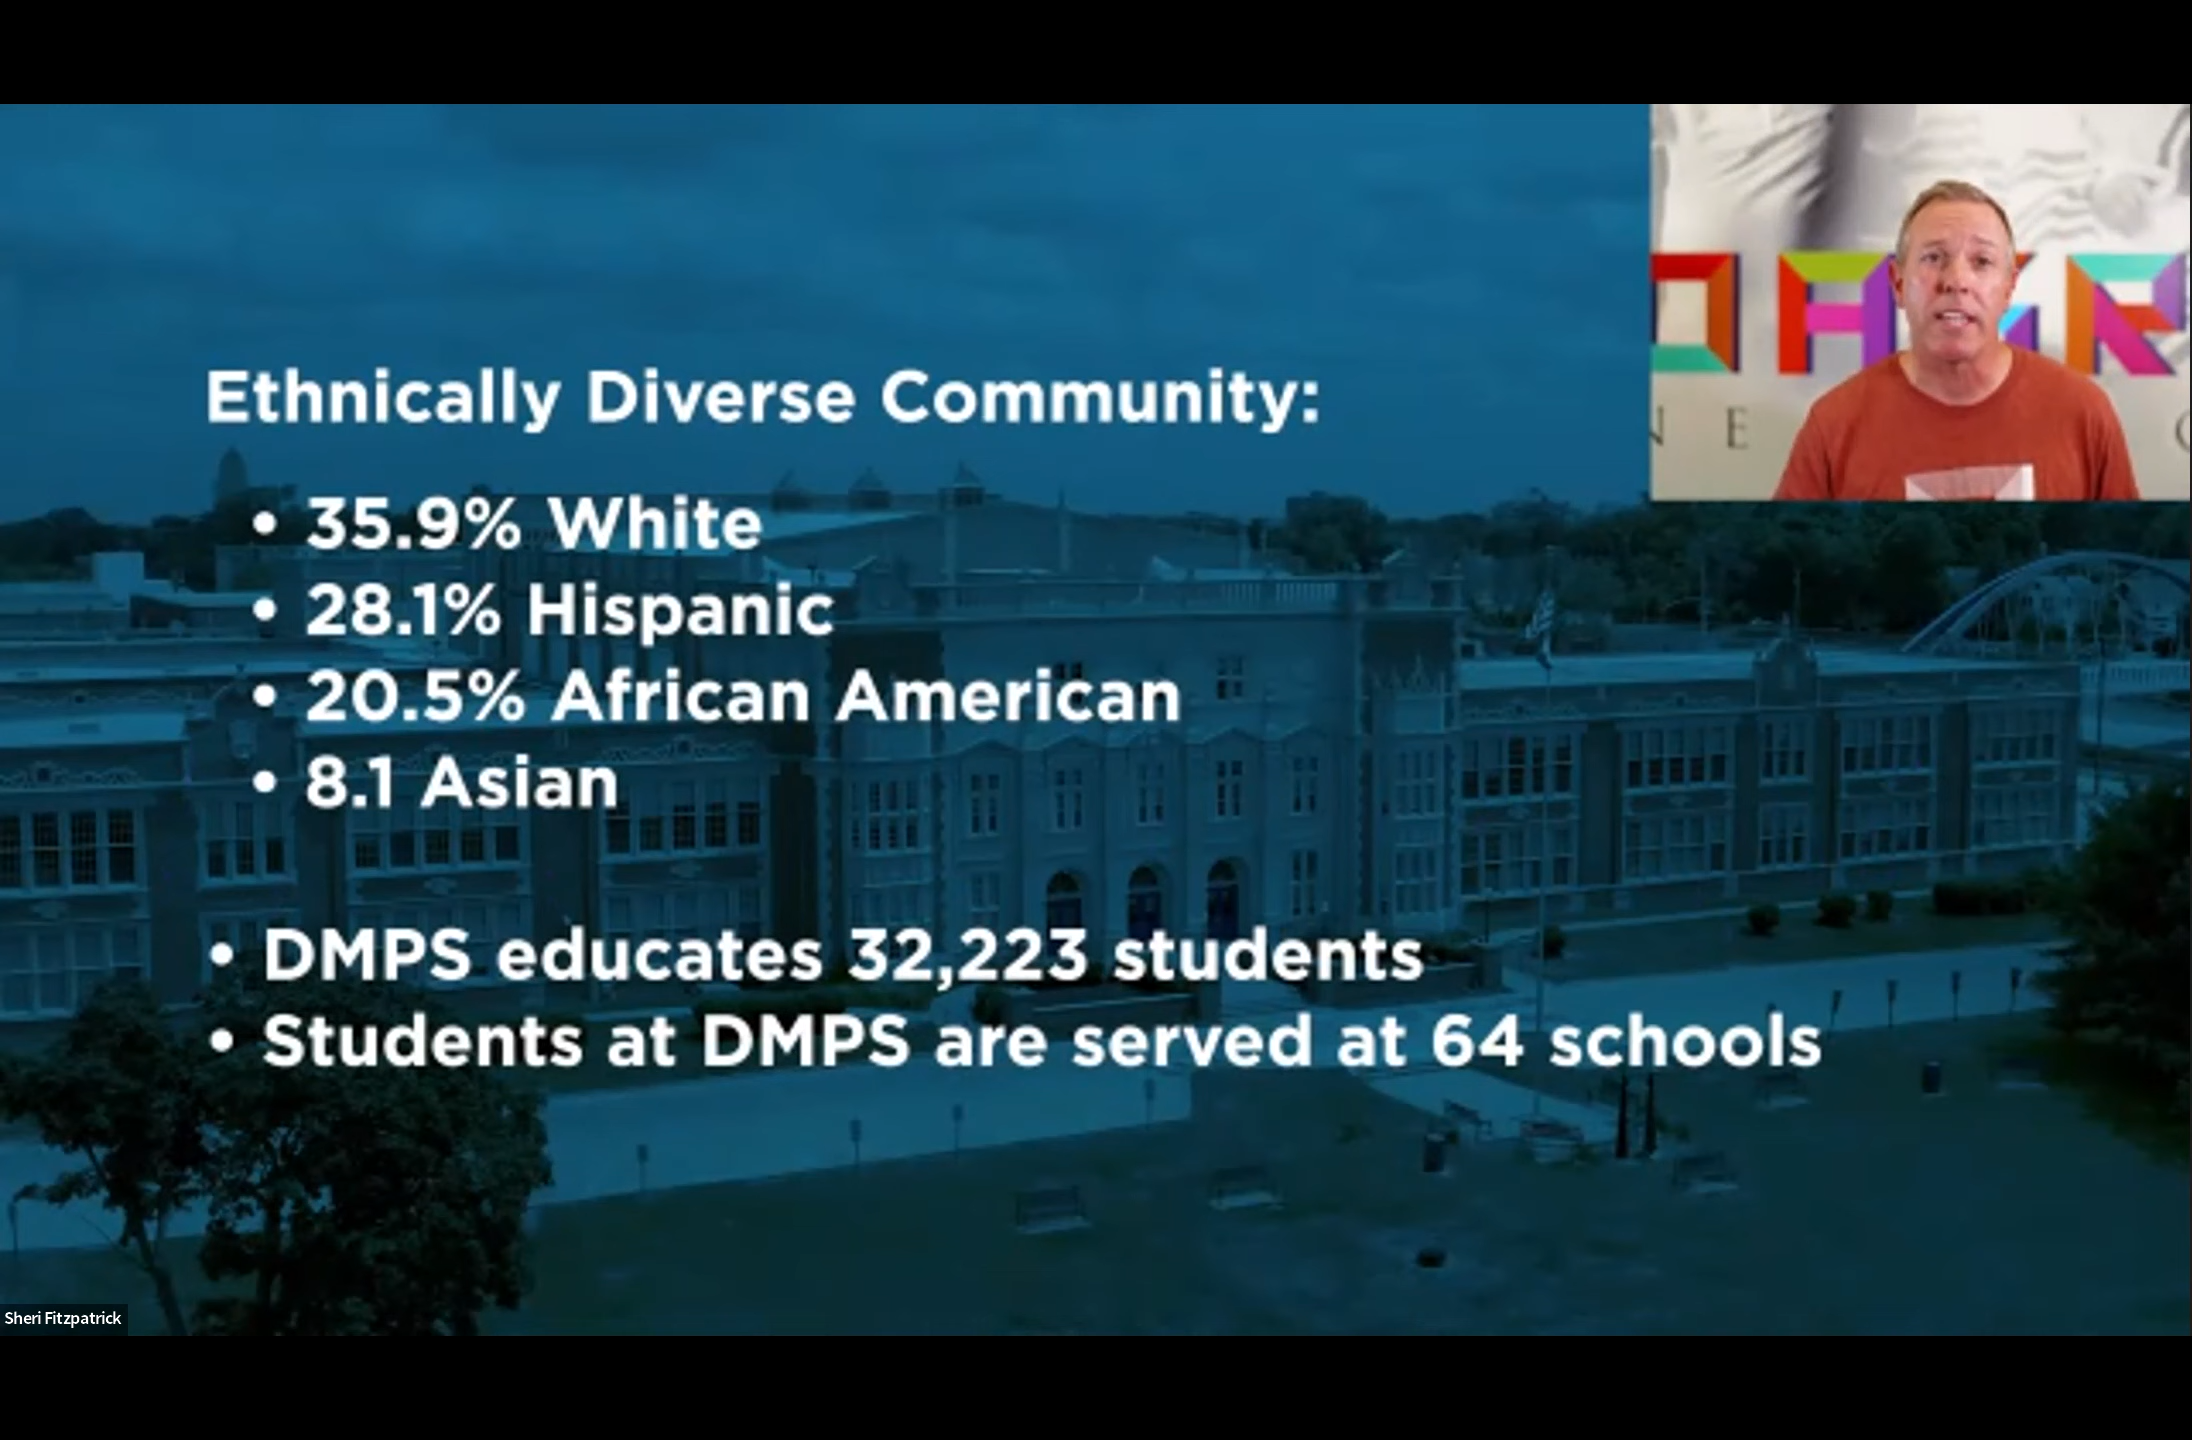 Ethnically Diverse Community:
• 35.9% White
• 28.1% Hispanic
• 20.5% African American
• 8.1 Asian
• DMPS educates 32,223 students
• Students at DMPS are served at 64 schools
Sheri Fitzpatrick